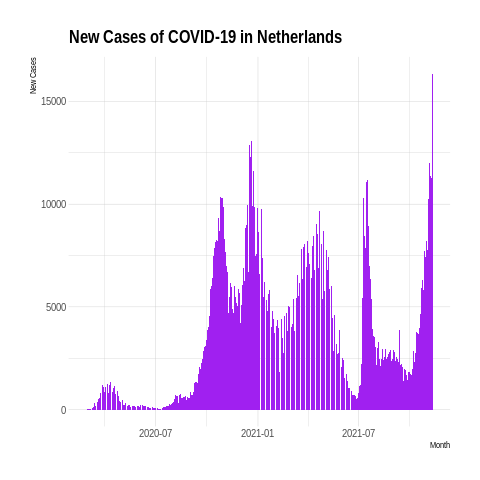 New Cases of COVID-19 in Netherlands
New Cases
15000
10000
5000
0
2020-07
2021-01
2021-07
Month